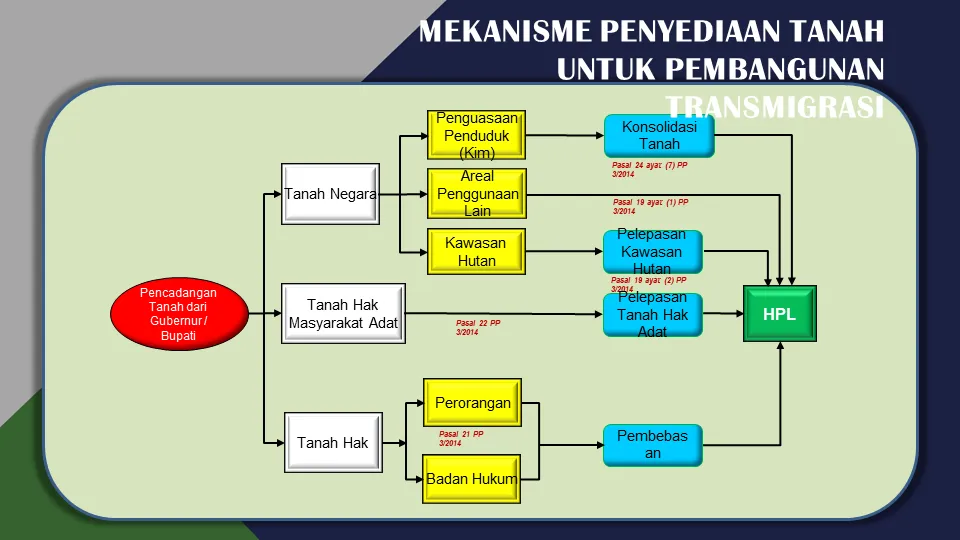 MEKANISME PENYEDIAAN TANAH
UNTUK PEMBANGUNAN
TRANSMIGRASI
Penguasaan
Penduduk
(Kim)
Konsolidasi
Tanah
Pasal 24 ayat (7) PP
3/2014
Tanah Negara
Areal
Penggunaan
Lain
Pasal 19 ayat (1) PP
3/2014
Kawasan
Hutan
Pelepasan
Kawasan
Hutan
Pasal 19 ayat (2) PP
3/2014
Pencadangan
Tanah dari
Gubernur /
Bupati
Tanah Hak
Masyarakat Adat
Pasal 22 PP
3/2014
Pelepasan
Tanah Hak
Adat
HPL
Tanah Hak
Perorangan
Pasal 21 PP
3/2014
Badan Hukum
Pembebas
an